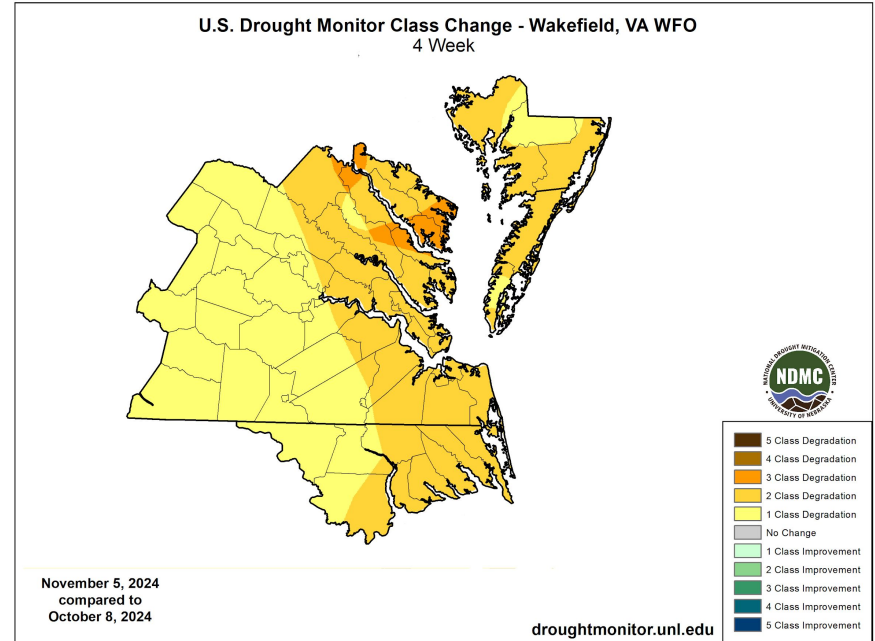 U.S. Drought Monitor Class Change - Wakefield, VA WFO
4 Week
NATIONAL DROUGHT MITIGATION CENTER
NDMC
UNIVERSITY OF NEBRASKA
5 Class Degradation
4 Class Degradation
3 Class Degradation
2 Class Degradation
1 Class Degradation
No Change
1 Class Improvement
2 Class Improvement
3 Class Improvement
4 Class Improvement
5 Class Improvement
November 5, 2024
compared to
October 8, 2024
droughtmonitor.unl.edu